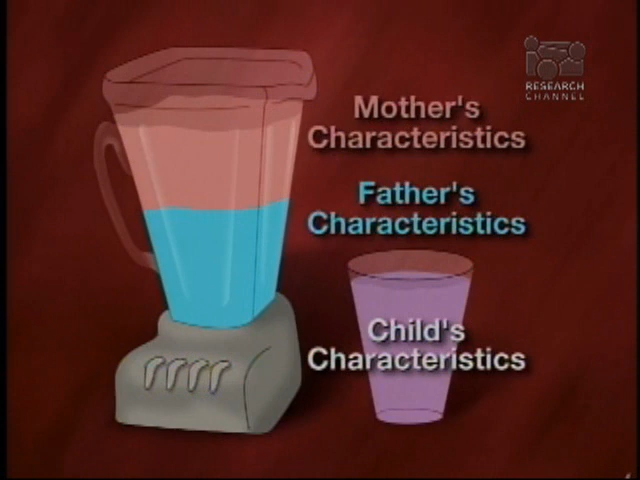 RESEARCH
CHANNEL
Mother's
Characteristics
Father's
Characteristics
Child's
Characteristics